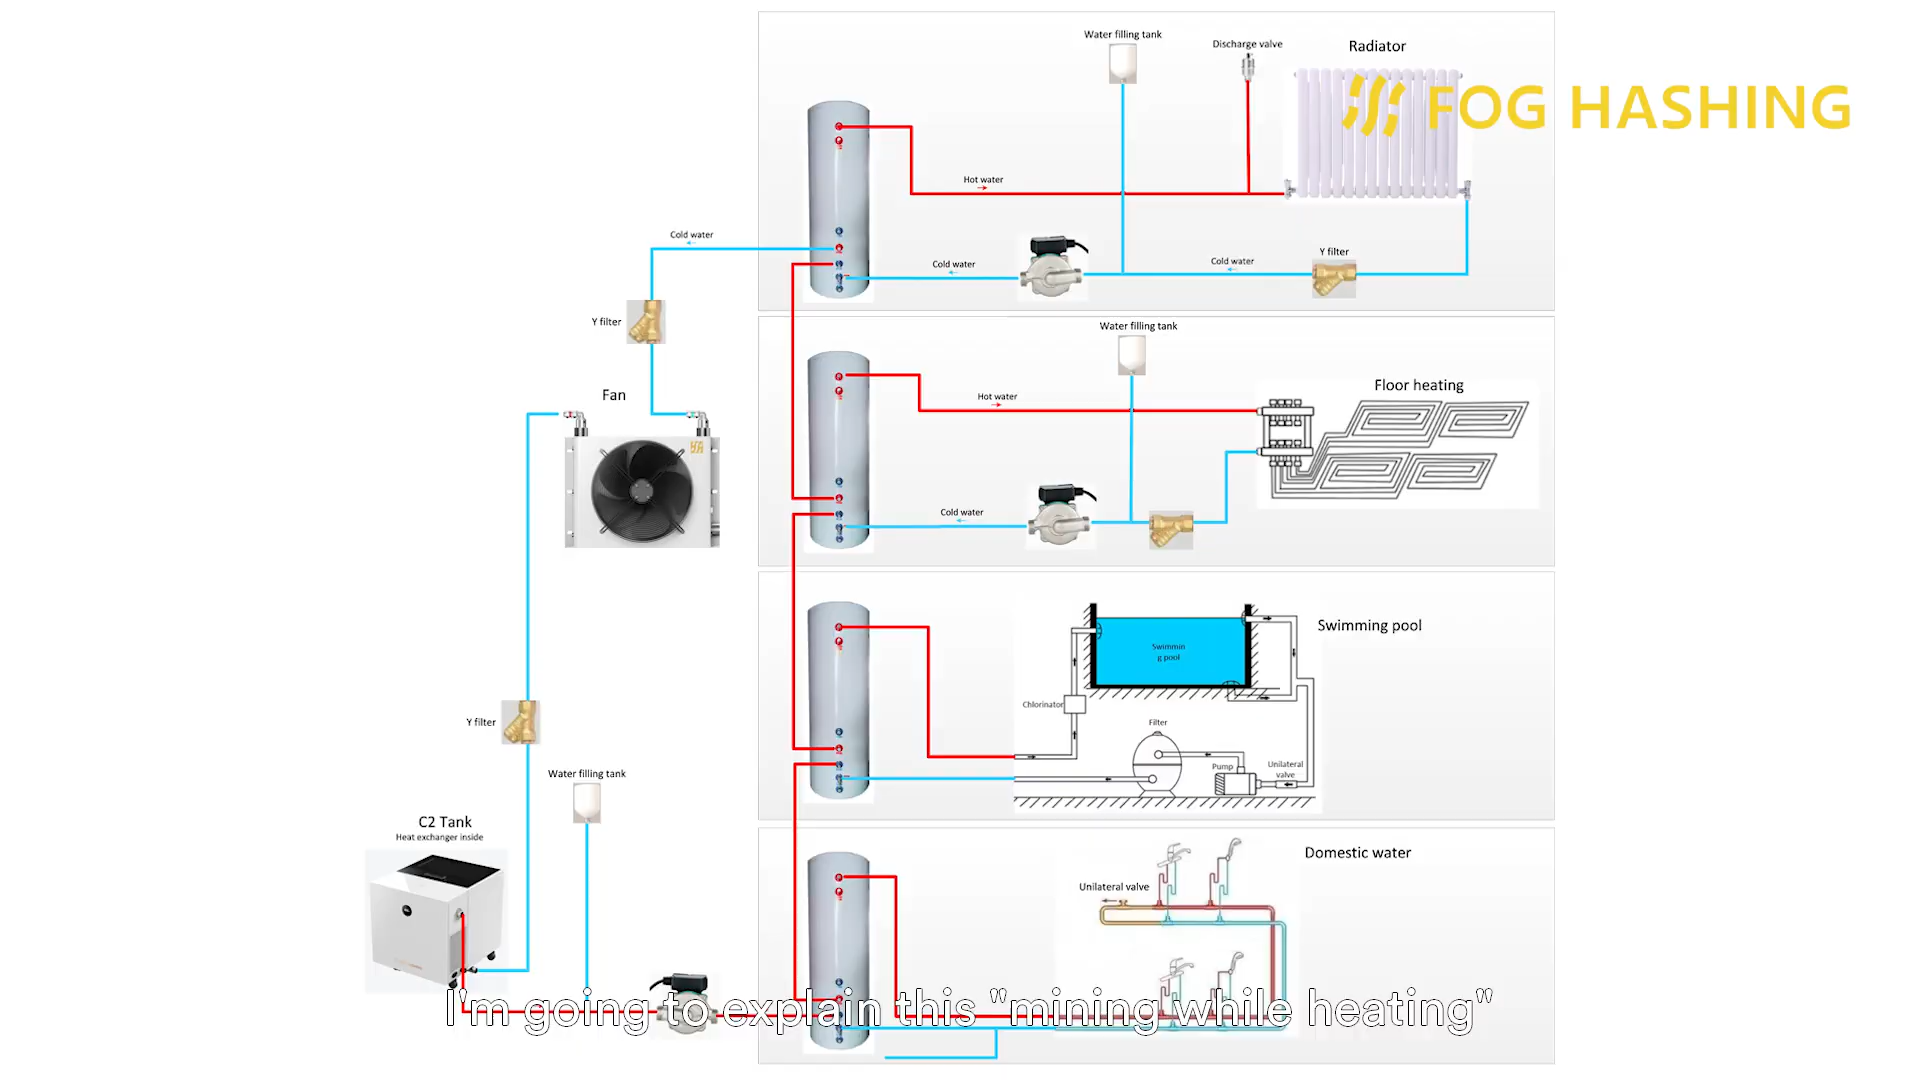 Water filling tank
Discharge valve
Radiator
FOG HASHING
Hot water
Cold water
Cold water
Cold water
Y filter
Y filter
Water filling tank
Fan
Floor heating
Hot water
Cold water
Swimming pool
Swimmin
g pool
Chlorinator
Filter
Pump
Unilateral
valve
Y filter
Water filling tank
C2 Tank
Heat exchanger inside
Domestic water
Unilateral valve
I'm going to explain this "mining while heating"